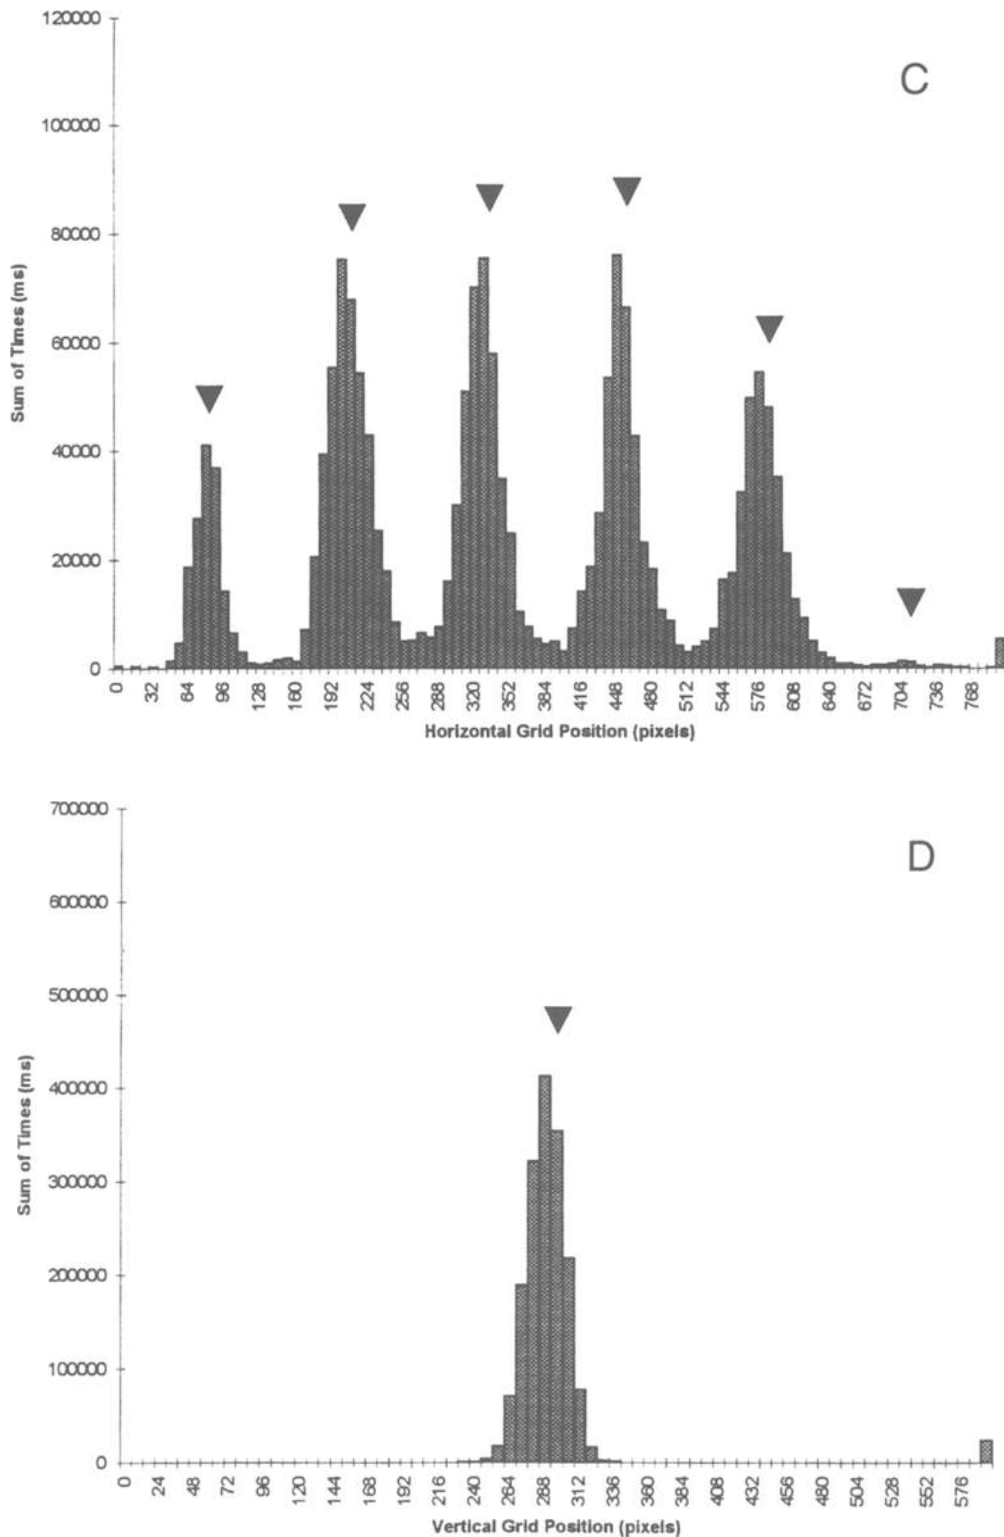 120000
C
100000
80000
60000
40000
20000
0
Sum of Times (ms)
0 32 64 96 128 160 192 224 256 288 320 352 384 416 448 480 512 544 576 608 640 672 704 736 768
Horizontal Grid Position (pixels)
700000
D
600000
500000
400000
300000
200000
100000
0
Sum of Times (ms)
0 24 48 72 96 120 144 168 192 216 240 264 288 312 336 360 384 408 432 456 480 504 528 552 576
Vertical Grid Position (pixels)